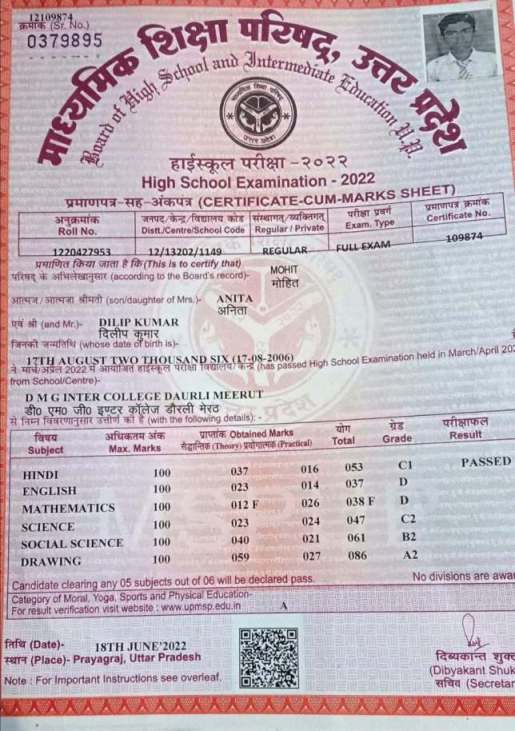 12109874
क्रमांक (Sr. No.)
0379895
माध्यमिक शिक्षा परिषद्, उत्तर प्रदेश
Board of High School and Intermediate Education U.P.
हाईस्कूल परीक्षा -२०२२
High School Examination - 2022
प्रमाणपत्र-सह-अंकपत्र (CERTIFICATE-CUM-MARKS SHEET)
अनुक्रमांक जनपद/केन्द्र/विद्यालय कोड संस्थागत/व्यक्तिगत परीक्षा प्रवर्ग प्रमाणपत्र क्रमांक
Roll No. Distt./Centre/School Code Regular / Private Exam. Type Certificate No.
1220427953 12/13202/1149 REGULAR FULL EXAM 109874
प्रमाणित किया जाता है कि (This is to certify that)
MOHIT
परिषद् के अभिलेखानुसार (according to the Board's record)- मोहित
आत्मज / आत्मजा श्रीमती (son/daughter of Mrs.)- ANITA
अनिता
एवं श्री (and Mr.)- DILIP KUMAR
दिलीप कुमार
जिनकी जन्मतिथि (whose date of birth is)-
17TH AUGUST TWO THOUSAND SIX (17-08-2006)
ने मार्च/अप्रैल 2022 में आयोजित हाईस्कूल परीक्षा विद्यालय/केन्द्र (has passed High School Examination held in March/April
from School/Centre)-
D M G INTER COLLEGE DAURLI MEERUT
डी० एम० जी० इण्टर कॉलेज डौरली मेरठ
से निम्न विवरणानुसार उत्तीर्ण की है (with the following details): -
विषय अधिकतम अंक प्राप्तांक Obtained Marks योग ग्रेड परीक्षाफल
Subject Max. Marks सैद्धान्तिक (Theory) प्रयोगात्मक (Practical) Total Grade Result
HINDI 100 037 016 053 C1 PASSED
ENGLISH 100 023 014 037 D
MATHEMATICS 100 012 F 026 038 F D
SCIENCE 100 023 024 047 C2
SOCIAL SCIENCE 100 040 021 061 B2
DRAWING 100 059 027 086 A2
Candidate clearing any 05 subjects out of 06 will be declared pass. No divisions are
Category of Moral, Yoga, Sports and Physical Education-
For result verification visit website : www.upmsp.edu.in A
तिथि (Date)- 18TH JUNE'2022
स्थान (Place)- Prayagraj, Uttar Pradesh
Note : For Important Instructions see overleaf.
दिब्यकान्त
(Dibyakant
सचिव